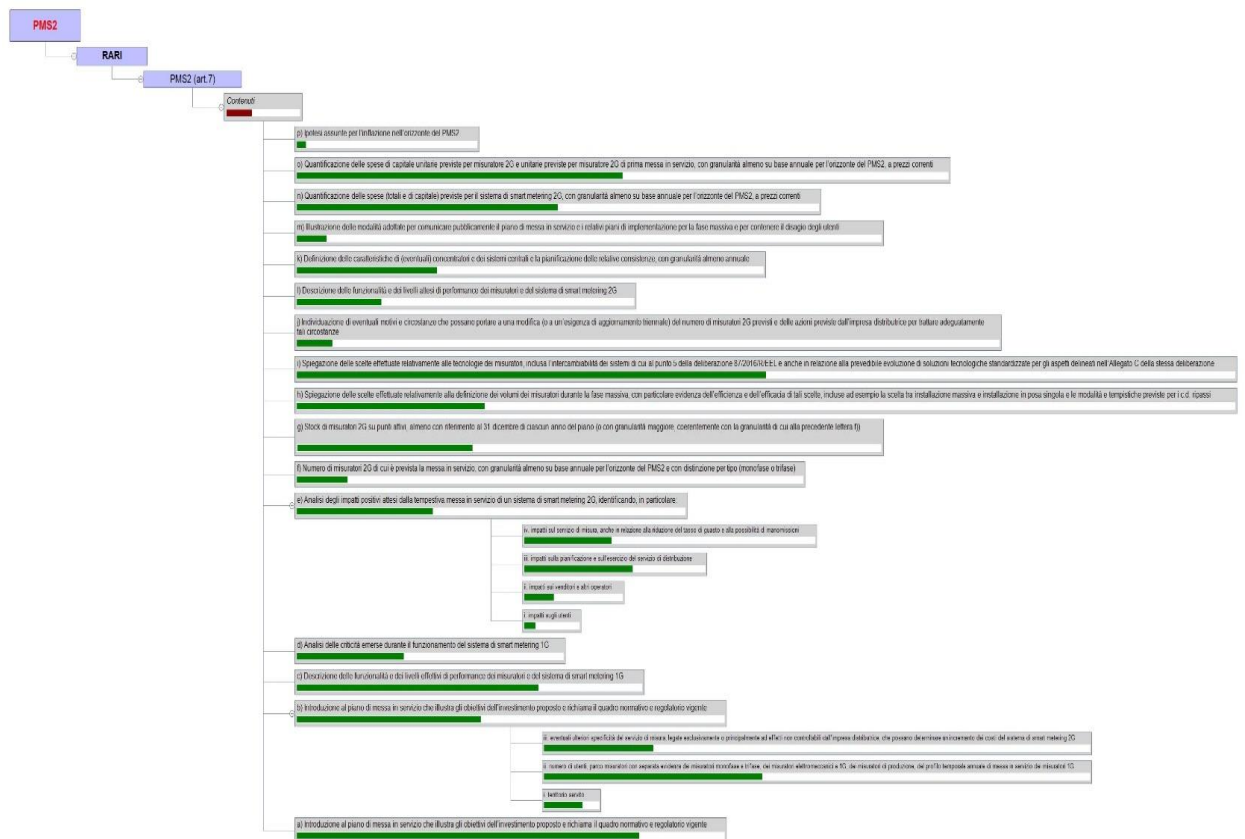 PMS2
RARI
PMS2 (art.7)
Contenuti
p) Ipotesi assunte per l'inflazione nell'orizzonte del PMS2
o) Quantificazione delle spese di capitale unitarie previste per misuratore 2G e unitarie previste per misuratore 2G di prima messa in servizio, con granularità almeno su base annuale per l'orizzonte del PMS2, a prezzi correnti
n) Quantificazione delle spese (totali e di capitale) previste per il sistema di smart metering 2G, con granularità almeno su base annuale per l'orizzonte del PMS2, a prezzi correnti
m) Illustrazione delle modalità adottate per comunicare pubblicamente il piano di messa in servizio e i relativi piani di implementazione per la fase massiva e per contenere il disagio degli utenti
k) Definizione delle caratteristiche di (eventuali) concentratori e dei sistemi centrali e la pianificazione delle relative consistenze, con granularità almeno annuale
l) Descrizione delle funzionalità e dei livelli attesi di performance dei misuratori e del sistema di smart metering 2G
j) Individuazione di eventuali motivi e circostanze che possano portare a una modifica (o a un'esigenza di aggiornamento triennale) del numero di misuratori 2G previsti e delle azioni previste dall'impresa distributrice per trattare adeguatamente
tali circostanze
i) Spiegazione delle scelte effettuate relativamente alle tecnologie dei misuratori, inclusa l'intercambiabilità dei sistemi di cui al punto 5 della deliberazione 87/2016/R/EEL e anche in relazione alla prevedibile evoluzione di soluzioni tecnologiche standardizzate per gli aspetti delineati nell'Allegato C della stessa deliberazione
h) Spiegazione delle scelte effettuate relativamente alla definizione dei volumi dei misuratori durante la fase massiva, con particolare evidenza dell'efficienza e dell'efficacia di tali scelte, incluse ad esempio la scelta tra installazione massiva e installazione in posa singola e le modalità e tempistiche previste per i c.d. ripassi
g) Stock di misuratori 2G su punti attivi, almeno con riferimento al 31 dicembre di ciascun anno del piano (o con granularità maggiore, coerentemente con la granularità di cui alla precedente lettera f))
f) Numero di misuratori 2G di cui è prevista la messa in servizio, con granularità almeno su base annuale per l'orizzonte del PMS2 e con distinzione per tipo (monofase o trifase)
e) Analisi degli impatti positivi attesi dalla tempestiva messa in servizio di un sistema di smart metering 2G, identificando, in particolare:
iv. impatti sul servizio di misura, anche in relazione alla riduzione del tasso di guasto e alla possibilità di manomissioni
iii. impatti sulla pianificazione e sull'esercizio del servizio di distribuzione
ii. impatti sui venditori e altri operatori
i. impatti sugli utenti
d) Analisi delle criticità emerse durante il funzionamento del sistema di smart metering 1G
c) Descrizione delle funzionalità e dei livelli effettivi di performance dei misuratori e del sistema di smart metering 1G
b) Introduzione al piano di messa in servizio che illustra gli obiettivi dell'investimento proposto e richiama il quadro normativo e regolatorio vigente
iii. eventuali ulteriori specificità del servizio di misura, legate esclusivamente o principalmente ad effetti non controllabili dall'impresa distributrice, che possano determinare un incremento dei costi del sistema di smart metering 2G
ii. numero di utenti, parco misuratori con separata evidenza dei misuratori monofase e trifase, dei misuratori elettromeccanici e 1G, dei misuratori di produzione, del profilo temporale annuale di messa in servizio dei misuratori 1G
i. territorio servito
a) Introduzione al piano di messa in servizio che illustra gli obiettivi dell'investimento proposto e richiama il quadro normativo e regolatorio vigente